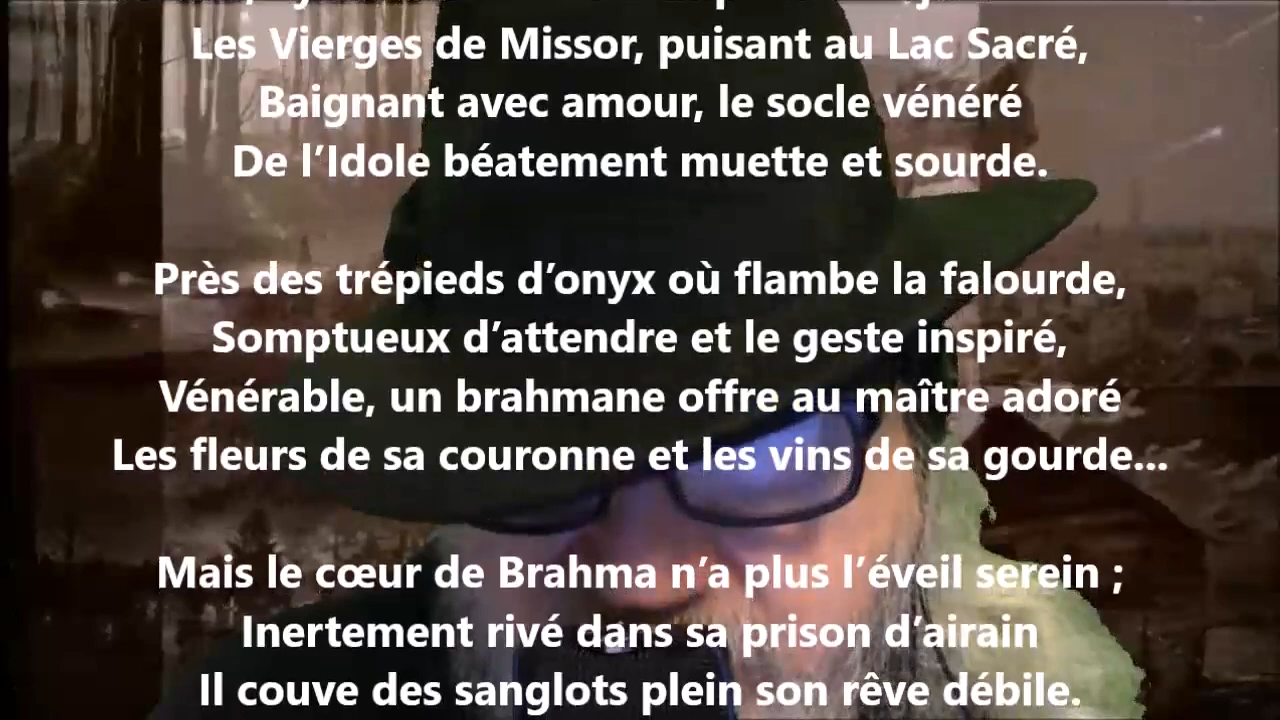 Les Vierges de Missor, puisant au Lac Sacré,
Baignant avec amour, le socle vénéré
De l’Idole béatement muette et sourde.
Près des trépieds d’onyx où flambe la falourde,
Somptueux d’attendre et le geste inspiré,
Vénérable, un brahmane offre au maître adoré
Les fleurs de sa couronne et les vins de sa gourde...
Mais le cœur de Brahma n’a plus l’éveil serein ;
Inertement rivé dans sa prison d’airain
Il couve des sanglots plein son rêve débile.